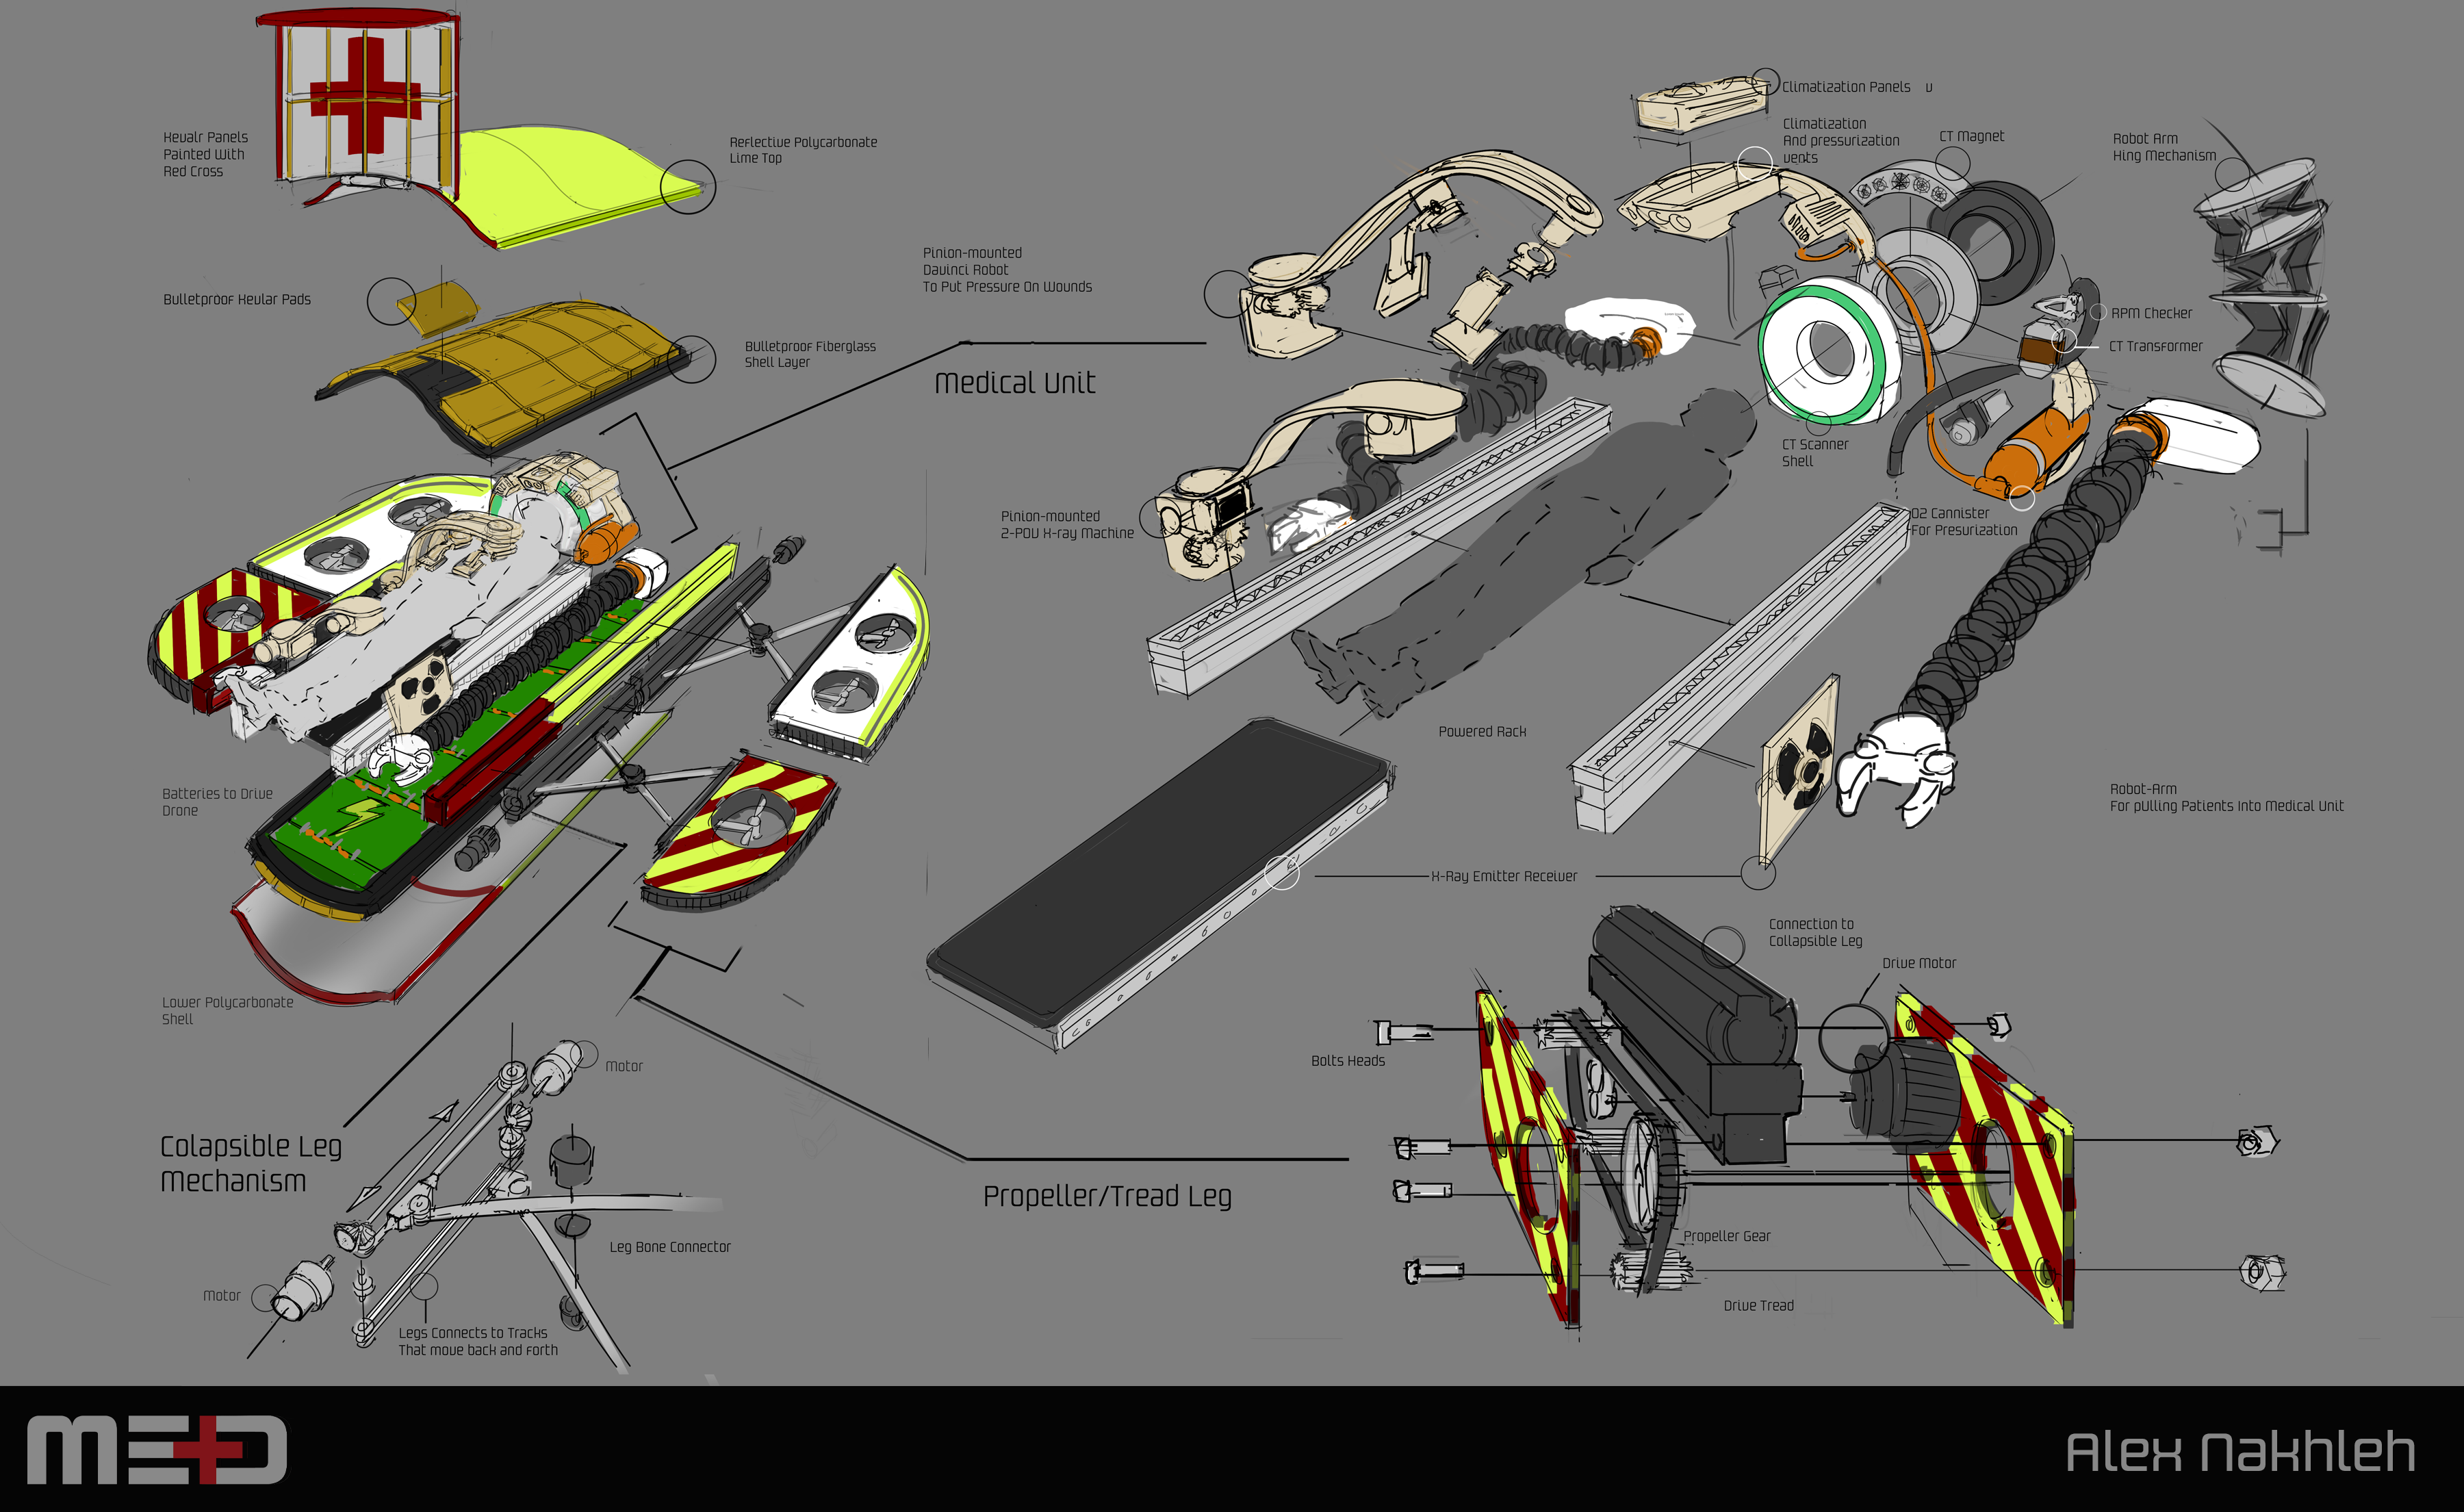 Kevalr Panels
Painted With
Red Cross
Reflective Polycarbonate
Lime Top
Bulletproof Kevlar Pads
BUlletproof Fiberglass
Shell Layer
Pinion-mounted
Davinci Robot
To Put Pressure On Wounds
Medical Unit
Pinion-mounted
2-POV X-ray Machine
Climatization Panels v
Climatization
And pressurization
vents
CT Magnet
Robot Arm
Hing Mechanism
RPM Checker
CT Transformer
CT Scanner
Shell
O2 Cannister
For Presurization
Powered Rack
Robot-Arm
For pUlling Patients Into Medical Unit
X-Ray Emitter Receiver
Batteries to Drive
Drone
Lower Polycarbonate
Shell
Colapsible Leg
Mechanism
Motor
Leg Bone Connector
Motor
Legs Connects to Tracks
That move back and forth
Propeller/Tread Leg
Connection to
Collapsible Leg
Drive Motor
Bolts Heads
Propeller Gear
Drive Tread
MED
Alex Nakhleh